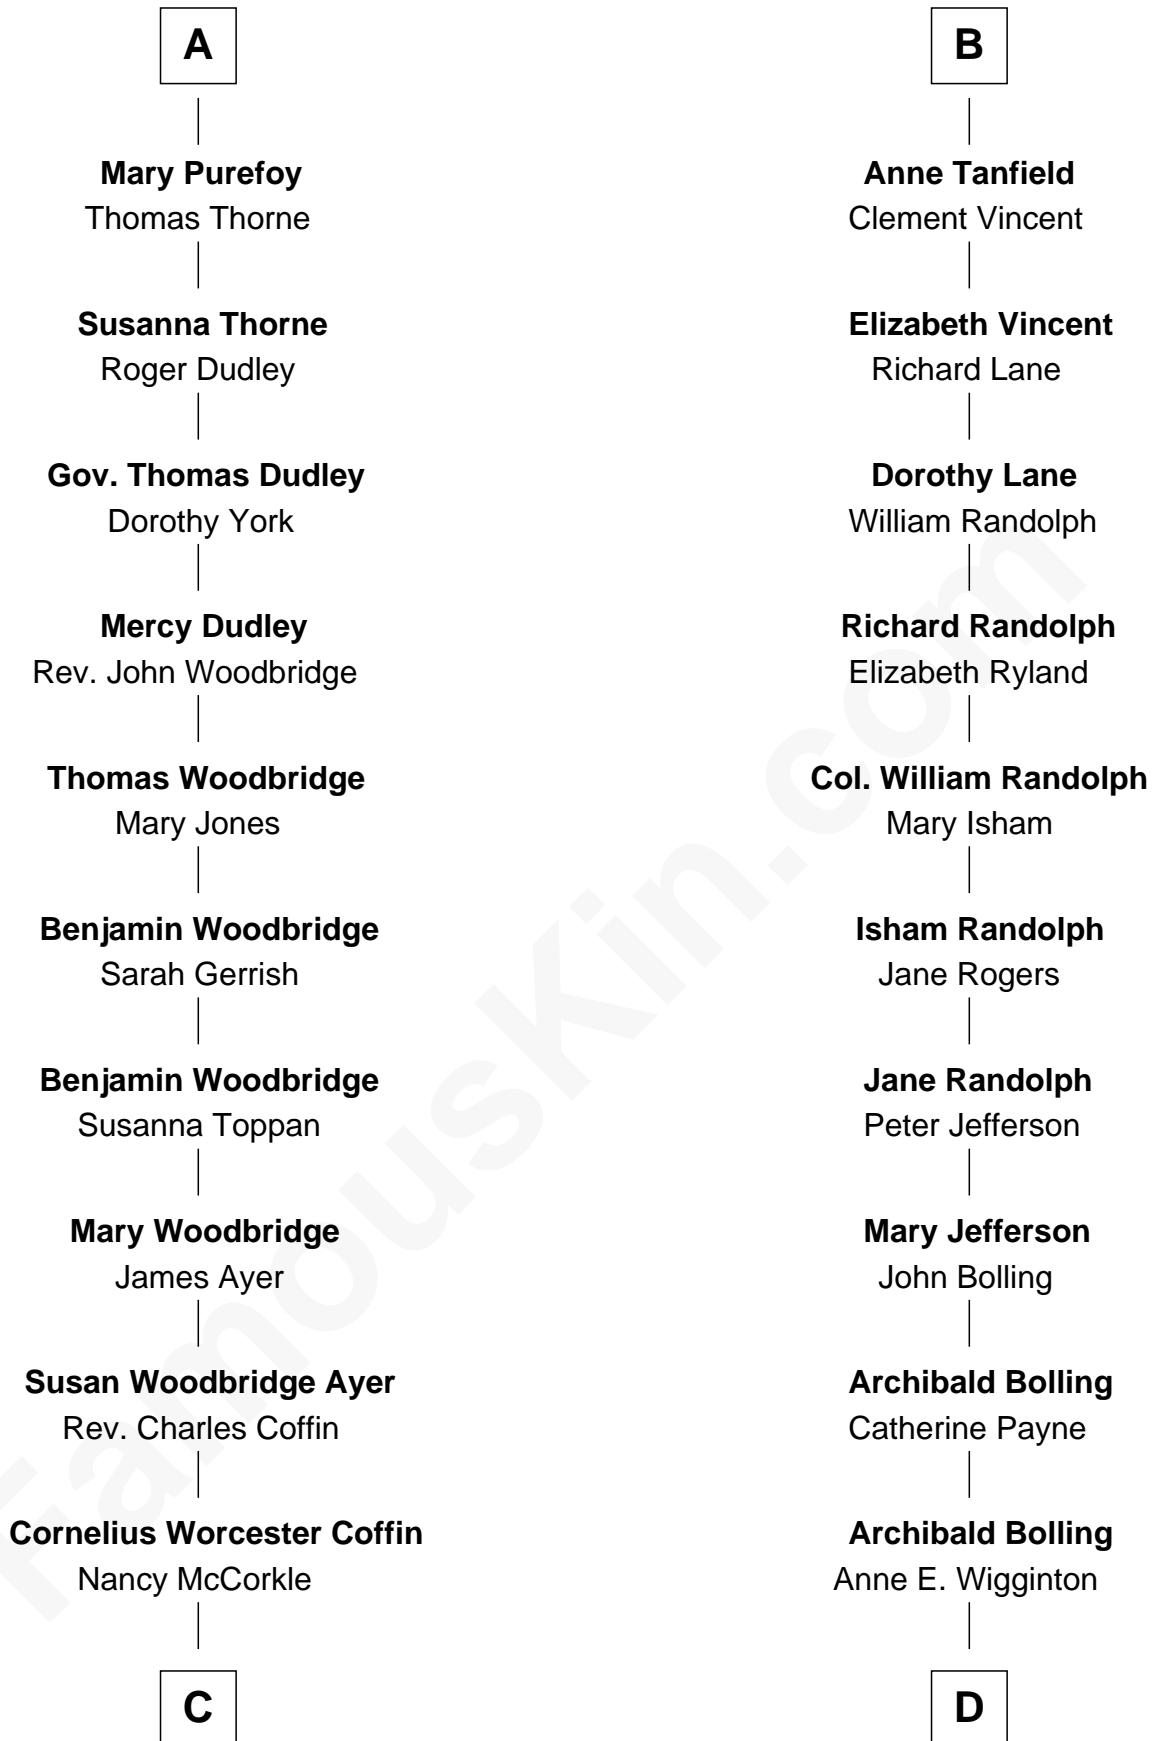 A
Mary Purefoy
Thomas Thorne
Susanna Thorne
Roger Dudley
Gov. Thomas Dudley
Dorothy York
Mercy Dudley
Rev. John Woodbridge
Thomas Woodbridge
Mary Jones
Benjamin Woodbridge
Sarah Gerrish
Benjamin Woodbridge
Susanna Toppan
Mary Woodbridge
James Ayer
Susan Woodbridge Ayer
Rev. Charles Coffin
Cornelius Worcester Coffin
Nancy McCorkle
C
B
Anne Tanfield
Clement Vincent
Elizabeth Vincent
Richard Lane
Dorothy Lane
William Randolph
Richard Randolph
Elizabeth Ryland
Col. William Randolph
Mary Isham
Isham Randolph
Jane Rogers
Jane Randolph
Peter Jefferson
Mary Jefferson
John Bolling
Archibald Bolling
Catherine Payne
Archibald Bolling
Anne E. Wigginton
D
FamousKin.com